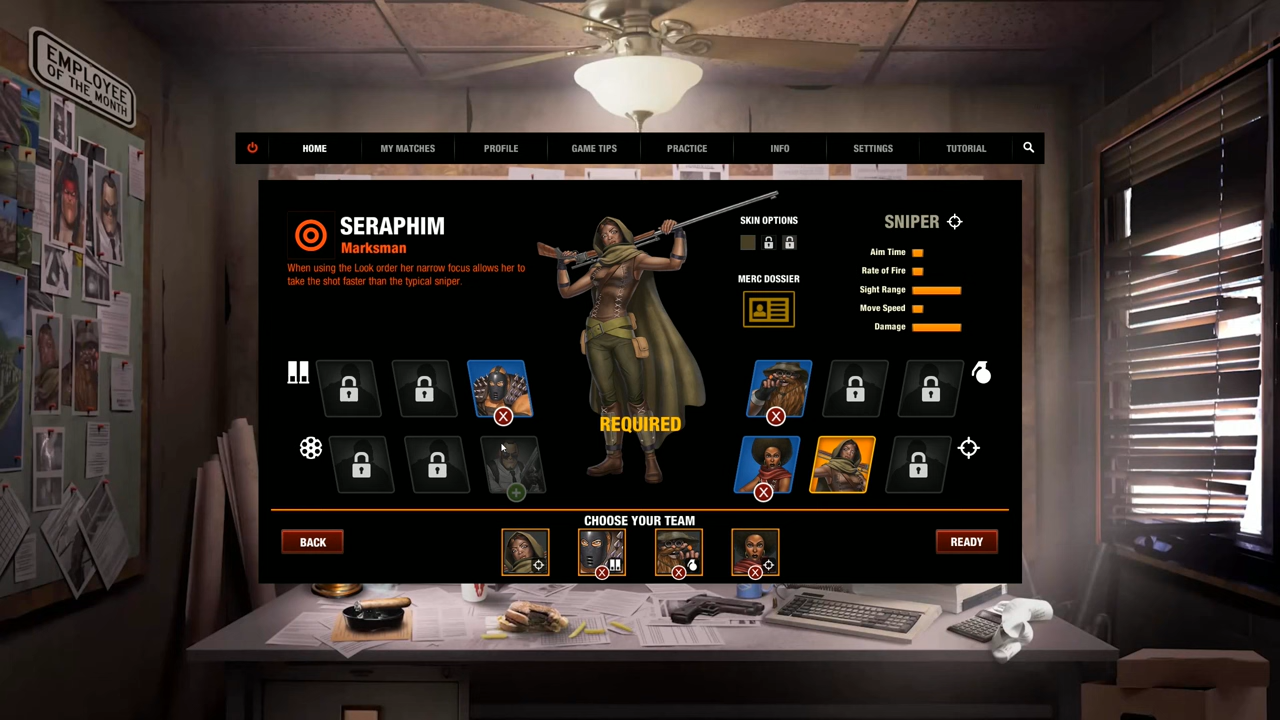 EMPLOYEE
OF THE MONTH
HOME
MY MATCHES
PROFILE
GAME TIPS
PRACTICE
INFO
SETTINGS
TUTORIAL
SERAPHIM
Marksman
When using the Look order her narrow focus allows her to
take the shot faster than the typical sniper.
SKIN OPTIONS
MERC DOSSIER
SNIPER
Aim Time
Rate of Fire
Sight Range
Move Speed
Damage
REQUIRED
CHOOSE YOUR TEAM
BACK
READY